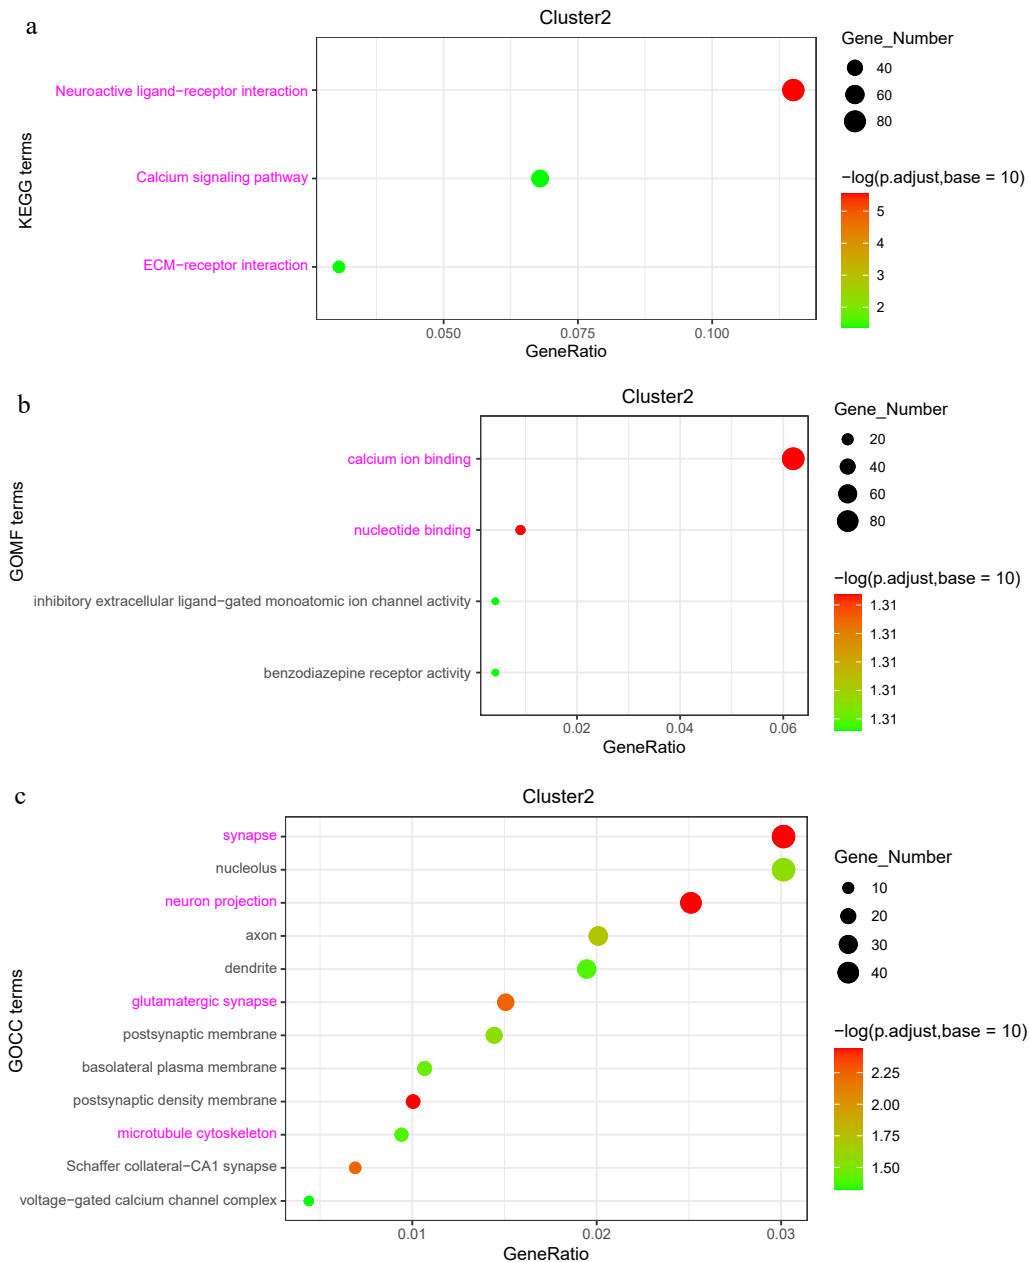 a
Cluster2
KEGG terms
Neuroactive ligand−receptor interaction
Calcium signaling pathway
ECM−receptor interaction
0.050 0.075 0.100
GeneRatio
Gene_Number
40
60
80
−log(p.adjust,base = 10)
5
4
3
2
b
Cluster2
GOMF terms
calcium ion binding
nucleotide binding
inhibitory extracellular ligand−gated monoatomic ion channel activity
benzodiazepine receptor activity
0.02 0.04 0.06
GeneRatio
Gene_Number
20
40
60
80
−log(p.adjust,base = 10)
1.31
1.31
1.31
1.31
1.31
c
Cluster2
GOCC terms
synapse
nucleolus
neuron projection
axon
dendrite
glutamatergic synapse
postsynaptic membrane
basolateral plasma membrane
postsynaptic density membrane
microtubule cytoskeleton
Schaffer collateral−CA1 synapse
voltage−gated calcium channel complex
0.01 0.02 0.03
GeneRatio
Gene_Number
10
20
30
40
−log(p.adjust,base = 10)
2.25
2.00
1.75
1.50